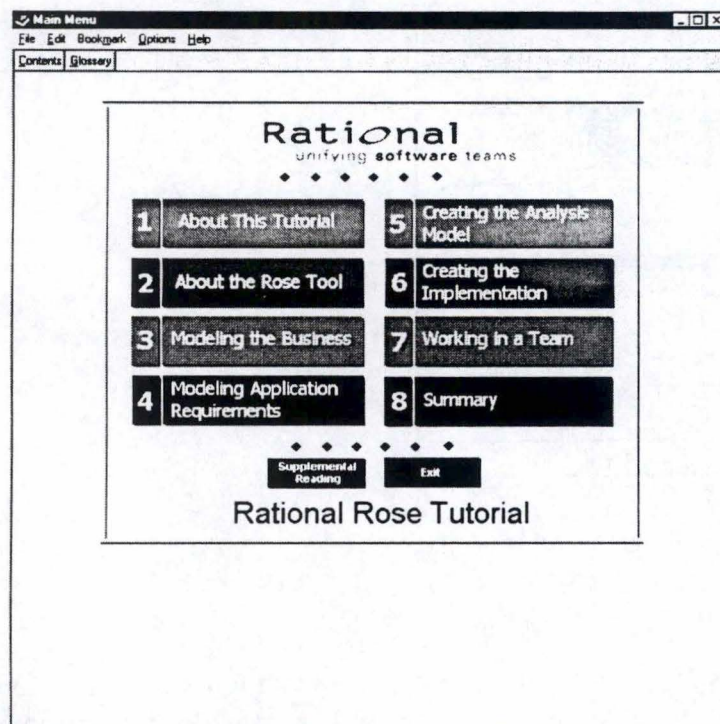 Main Menu
File Edit Bookmark Options Help
Contents Glossary
Rational
unifying software teams
1 About This Tutorial
2 About the Rose Tool
3 Modeling the Business
4 Modeling Application
Requirements
5 Creating the Analysis
Model
6 Creating the
Implementation
7 Working in a Team
8 Summary
Supplemental
Reading
Exit
Rational Rose Tutorial